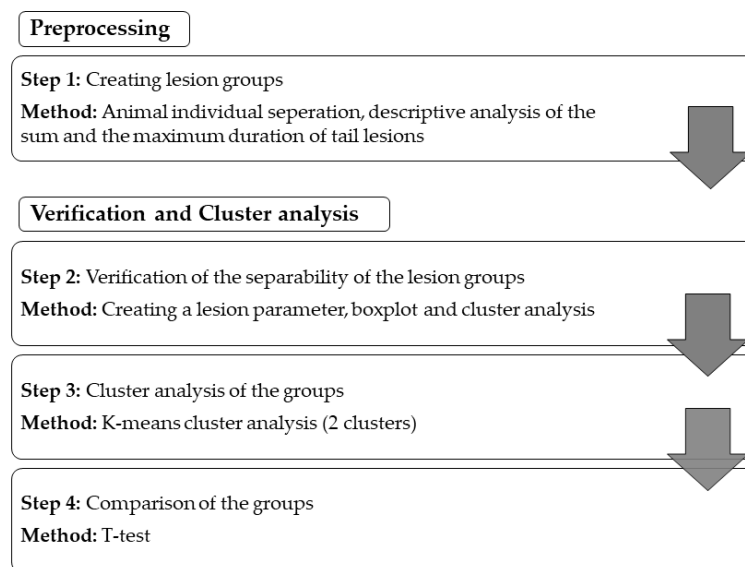 Preprocessing
Step 1: Creating lesion groups
Method: Animal individual seperation, descriptive analysis of the
sum and the maximum duration of tail lesions
Verification and Cluster analysis
Step 2: Verification of the separability of the lesion groups
Method: Creating a lesion parameter, boxplot and cluster analysis
Step 3: Cluster analysis of the groups
Method: K-means cluster analysis (2 clusters)
Step 4: Comparison of the groups
Method: T-test